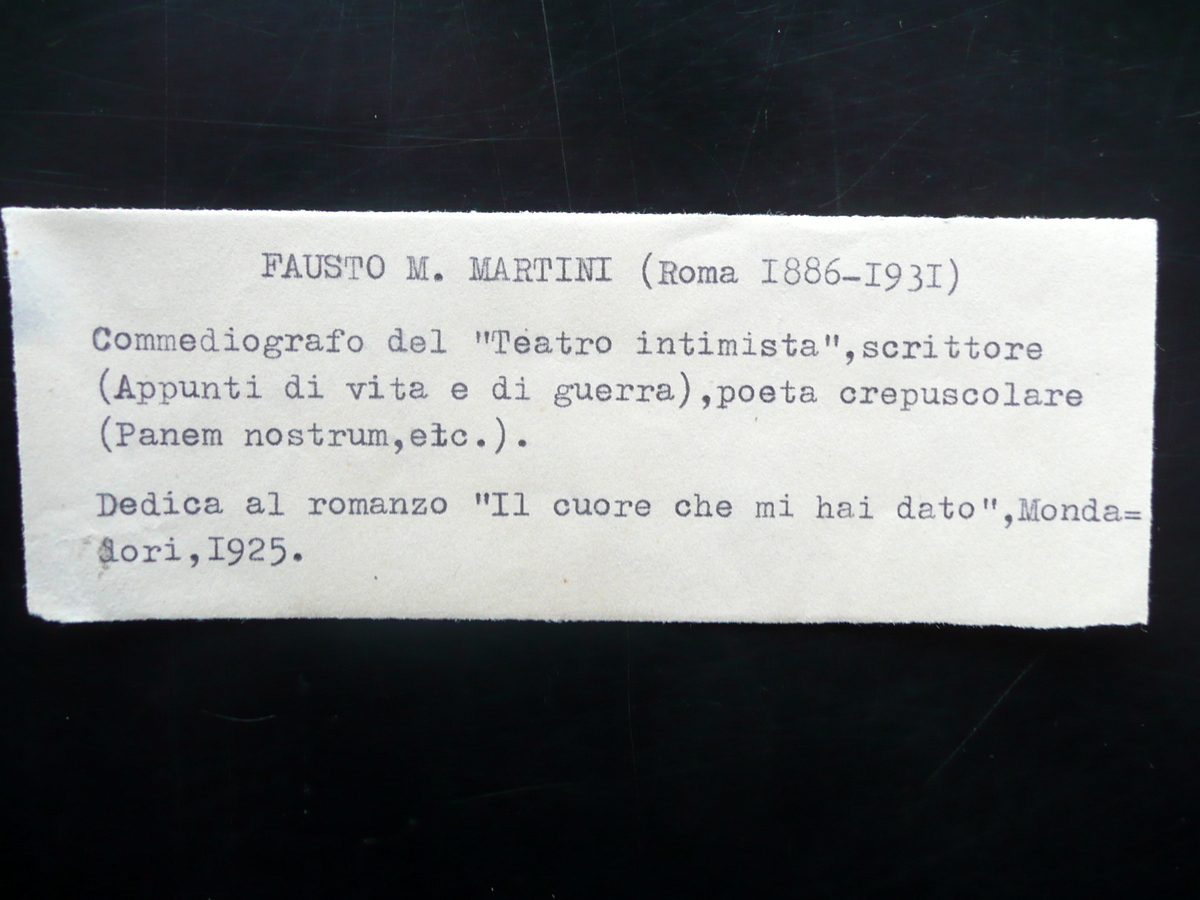 FAUSTO M. MARTINI (Roma I886-I93I)
Commediografo del "Teatro intimista",scrittore
(Appunti di vita e di guerra),poeta crepuscolare
(Panem nostrum,etc.).
Dedica al romanzo "Il cuore che mi hai dato",Monda=
dori,I925.